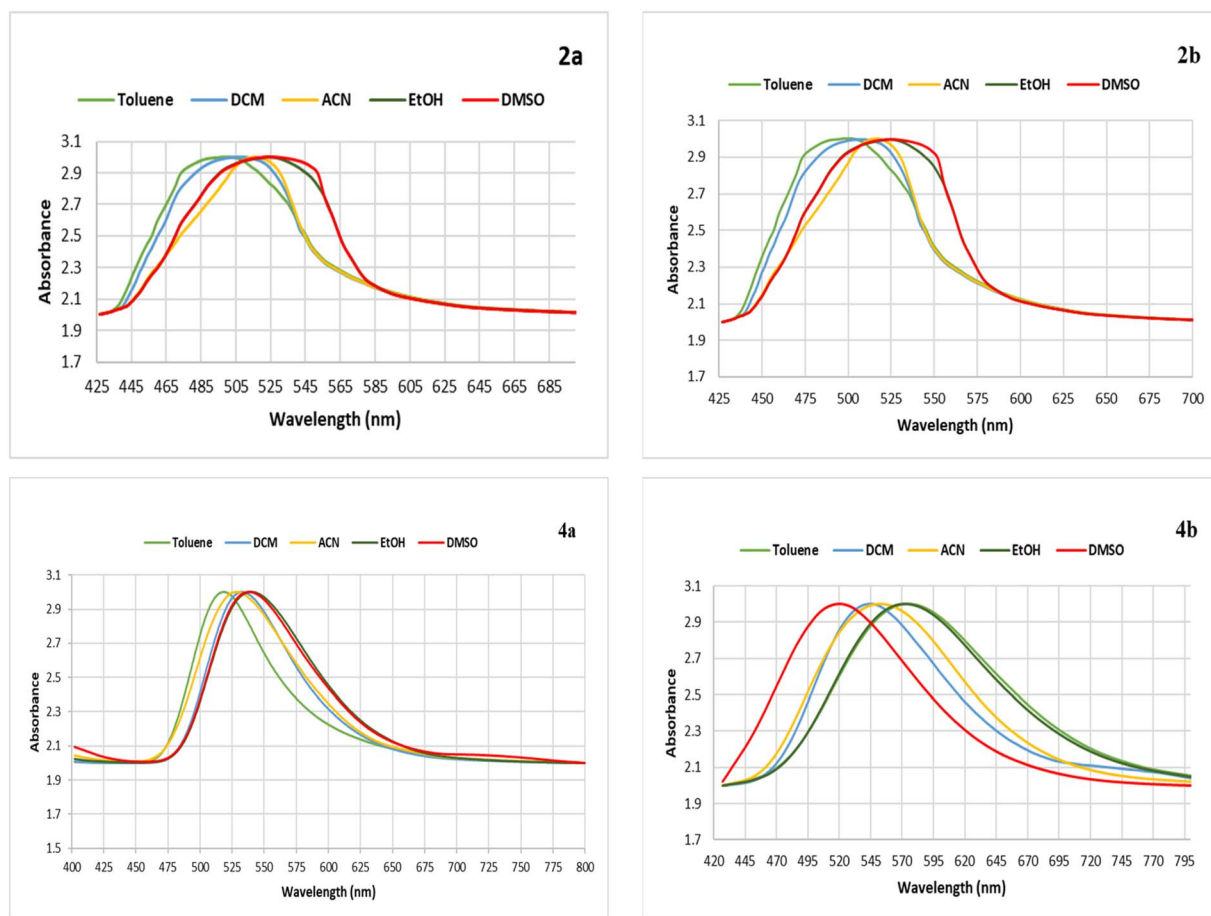 2a
Toluene DCM ACN EtOH DMSO
Absorbance
3.1
2.9
2.7
2.5
2.3
2.1
1.9
1.7
425 445 465 485 505 525 545 565 585 605 625 645 665 685
Wavelength (nm)
2b
Toluene DCM ACN EtOH DMSO
Absorbance
3.1
2.9
2.7
2.5
2.3
2.1
1.9
1.7
425 450 475 500 525 550 575 600 625 650 675 700
Wavelength (nm)
4a
Toluene DCM ACN EtOH DMSO
Absorbance
3.1
2.9
2.7
2.5
2.3
2.1
1.9
1.7
1.5
400 425 450 475 500 525 550 575 600 625 650 675 700 725 750 775 800
Wavelength (nm)
4b
Toluene DCM ACN EtOH DMSO
Absorbance
3.1
2.9
2.7
2.5
2.3
2.1
1.9
1.7
420 445 470 495 520 545 570 595 620 645 670 695 720 745 770 795
Wavelength (nm)